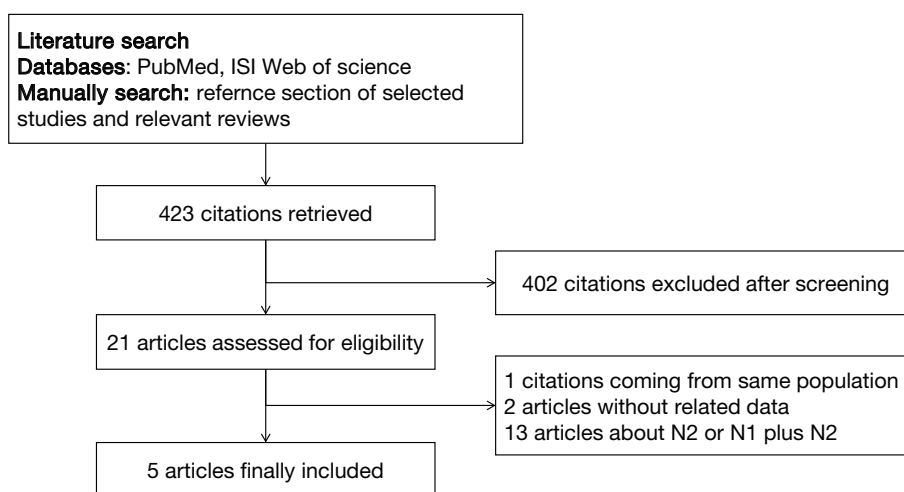 Literature search
Databases: PubMed, ISI Web of science
Manually search: refernce section of selected
studies and relevant reviews
423 citations retrieved
402 citations excluded after screening
21 articles assessed for eligibility
1 citations coming from same population
2 articles without related data
13 articles about N2 or N1 plus N2
5 articles finally included